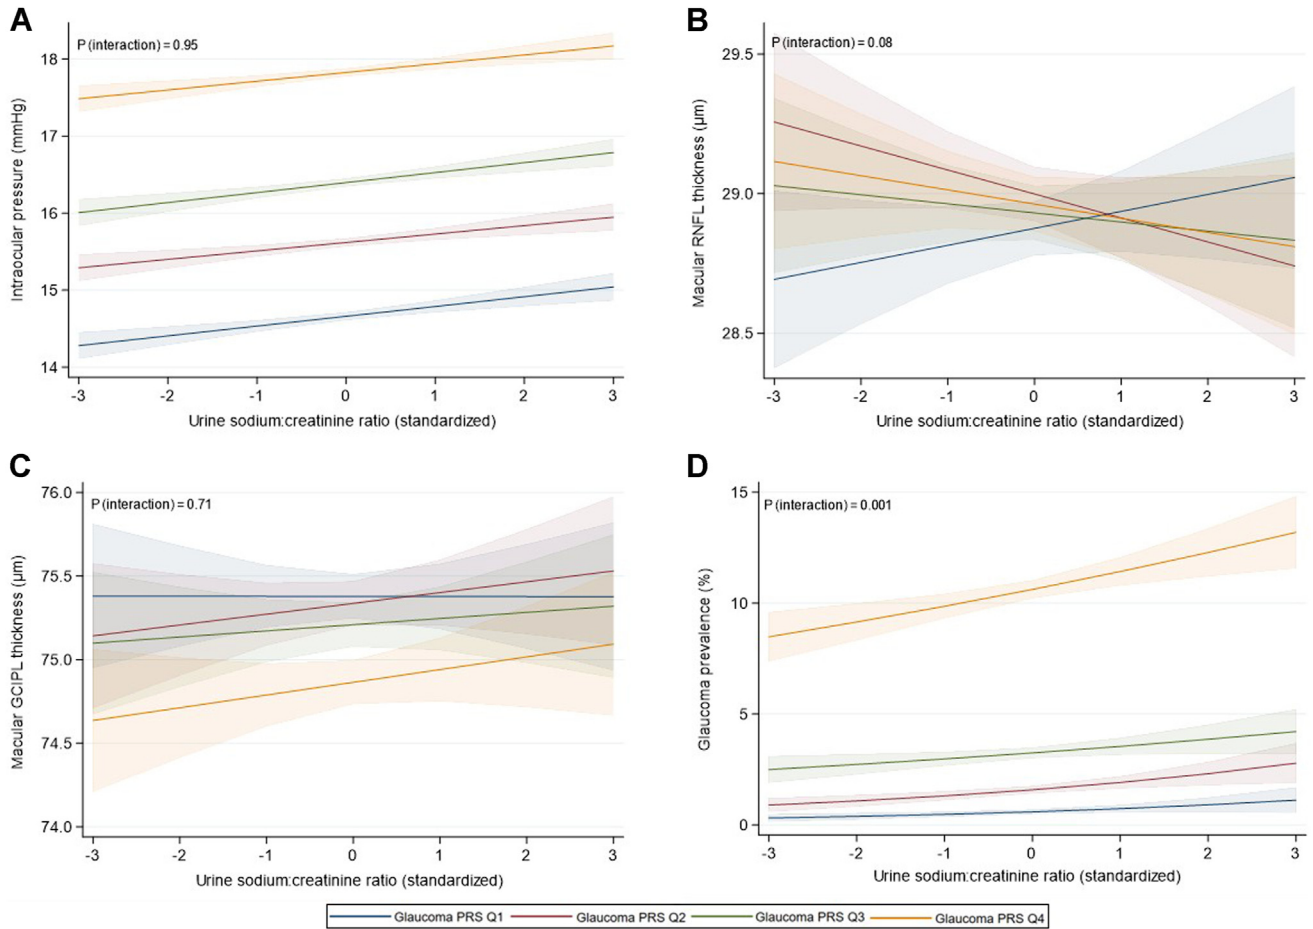 A
P (interaction) = 0.95
18
17
16
15
14
Intraocular pressure (mmHg)
-3 -2 -1 0 1 2 3
Urine sodium:creatinine ratio (standardized)
B
P (interaction) = 0.08
29.5
29.0
28.5
Macular RNFL thickness (μm)
-3 -2 -1 0 1 2 3
Urine sodium:creatinine ratio (standardized)
C
P (interaction) = 0.71
76.0
75.5
75.0
74.5
74.0
Macular GCIPL thickness (μm)
-3 -2 -1 0 1 2 3
Urine sodium:creatinine ratio (standardized)
D
P (interaction) = 0.001
15
10
5
0
Glaucoma prevalence (%)
-3 -2 -1 0 1 2 3
Urine sodium:creatinine ratio (standardized)
Glaucoma PRS Q1 Glaucoma PRS Q2 Glaucoma PRS Q3 Glaucoma PRS Q4